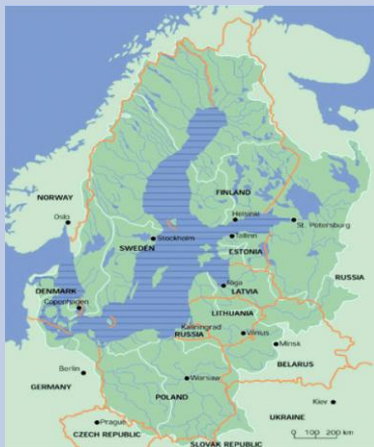 NORWAY
FINLAND
Oslo
Helsinki
St. Petersburg
SWEDEN
Stockholm
Tallinn
ESTONIA
RUSSIA
DENMARK
Riga
LATVIA
Copenhagen
LITHUANIA
Kaliningrad
RUSSIA
Vilnius
Minsk
Berlin
BELARUS
Warsaw
GERMANY
POLAND
Kiev
UKRAINE
Prague
CZECH REPUBLIC
0 100 200 km
SLOVAK REPUBLIC